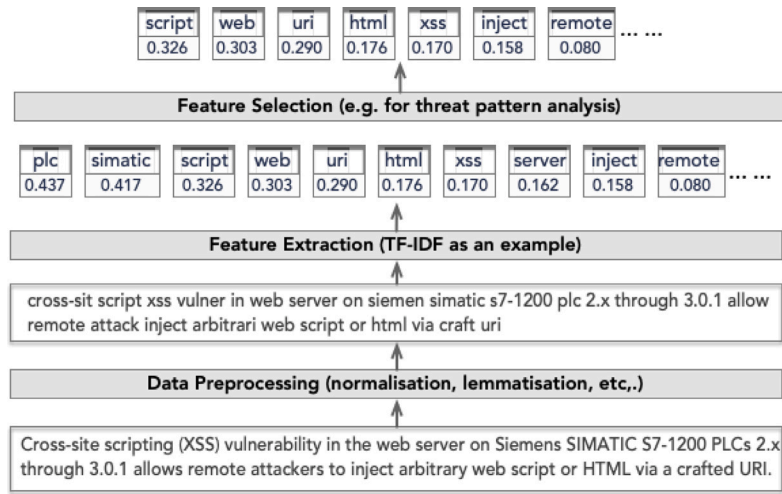 script web uri html xss inject remote ... ...
0.326 0.303 0.290 0.176 0.170 0.158 0.080
Feature Selection (e.g. for threat pattern analysis)
plc simatic script web uri html xss server inject remote ... ...
0.437 0.417 0.326 0.303 0.290 0.176 0.170 0.162 0.158 0.080
Feature Extraction (TF-IDF as an example)
cross-sit script xss vulner in web server on siemen simatic s7-1200 plc 2.x through 3.0.1 allow
remote attack inject arbitrari web script or html via craft uri
Data Preprocessing (normalisation, lemmatisation, etc,.)
Cross-site scripting (XSS) vulnerability in the web server on Siemens SIMATIC S7-1200 PLCs 2.x
through 3.0.1 allows remote attackers to inject arbitrary web script or HTML via a crafted URI.